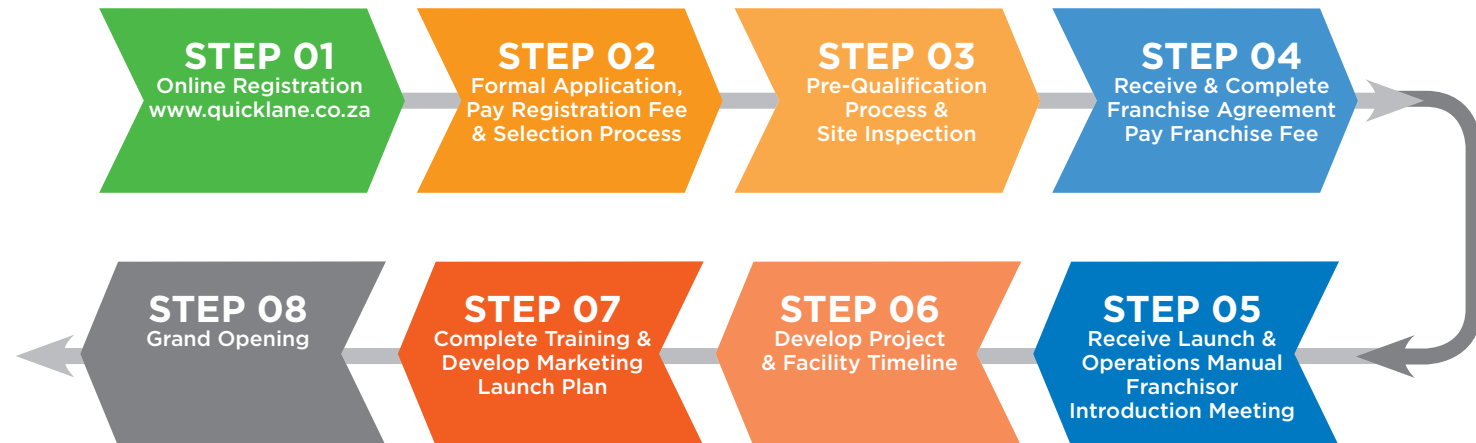 STEP 01
Online Registration
www.quicklane.co.za
STEP 02
Formal Application,
Pay Registration Fee
& Selection Process
STEP 03
Pre-Qualification
Process &
Site Inspection
STEP 04
Receive & Complete
Franchise Agreement
Pay Franchise Fee
STEP 05
Receive Launch &
Operations Manual
Franchisor
Introduction Meeting
STEP 06
Develop Project
& Facility Timeline
STEP 07
Complete Training &
Develop Marketing
Launch Plan
STEP 08
Grand Opening